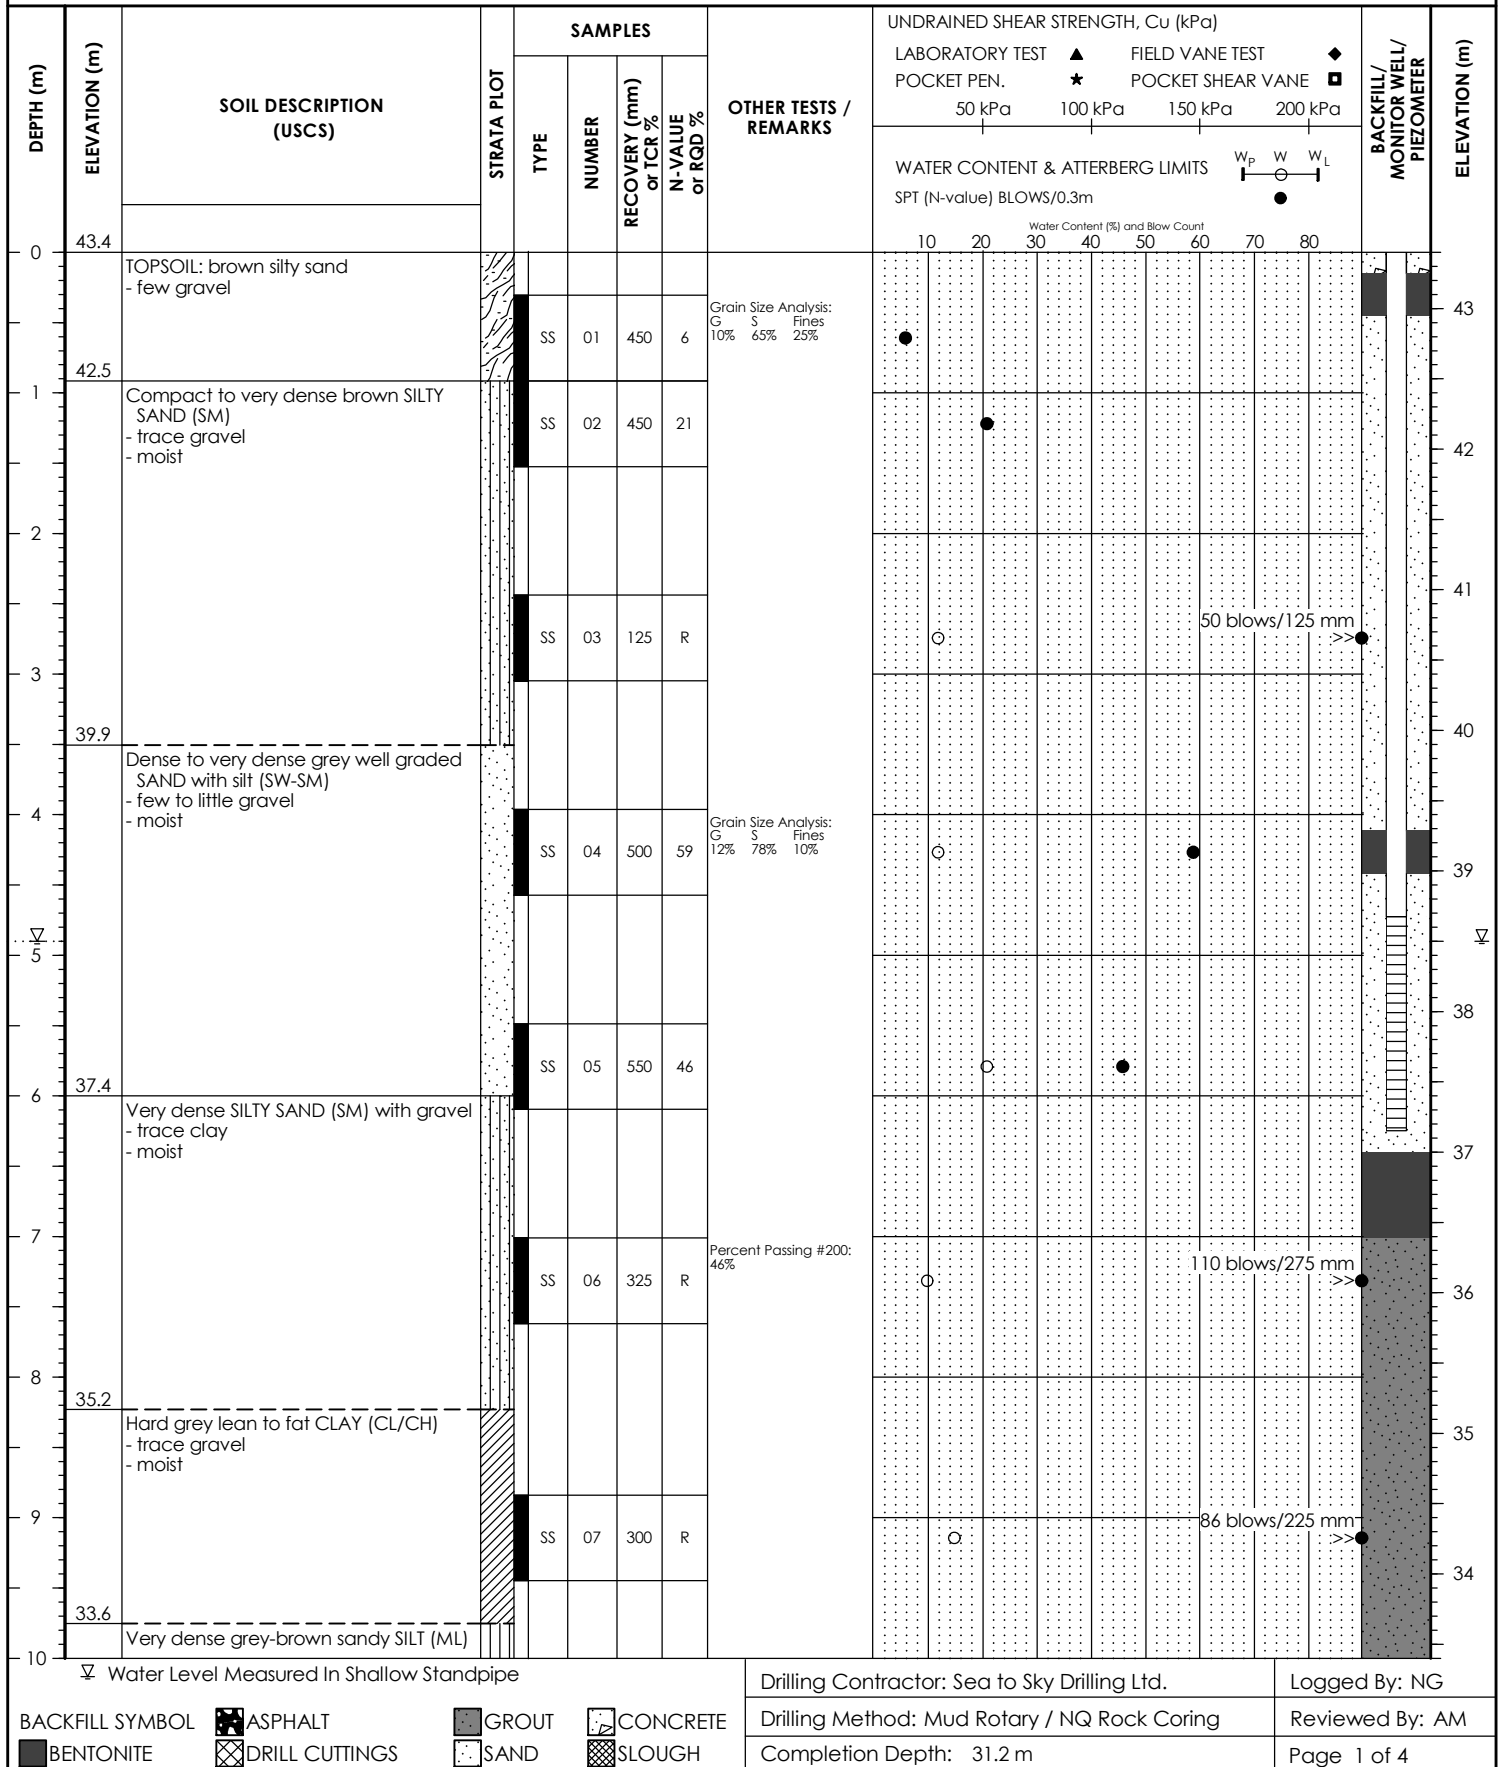 DEPTH (m)
ELEVATION (m)
SOIL DESCRIPTION
(USCS)
STRATA PLOT
SAMPLES
TYPE
NUMBER
RECOVERY (mm)
or TCR %
N-VALUE
or RQD %
OTHER TESTS /
REMARKS
UNDRAINED SHEAR STRENGTH, Cu (kPa)
LABORATORY TEST ▲ FIELD VANE TEST ◆
POCKET PEN. ★ POCKET SHEAR VANE
50 kPa 100 kPa 150 kPa 200 kPa
WATER CONTENT & ATTERBERG LIMITS WP W WL
SPT (N-value) BLOWS/0.3m ●
Water Content (%) and Blow Count
10 20 30 40 50 60 70 80
BACKFILL/
MONITOR WELL/
PIEZOMETER
ELEVATION (m)
0 43.4
TOPSOIL: brown silty sand
- few gravel
Grain Size Analysis:
G S Fines
10% 65% 25%
SS 01 450 6
43
42.5
1
Compact to very dense brown SILTY
SAND (SM)
- trace gravel
- moist
SS 02 450 21
42
2
41
50 blows/125 mm
SS 03 125 R >>
3
39.9
40
Dense to very dense grey well graded
SAND with silt (SW-SM)
- few to little gravel
- moist
4
Grain Size Analysis:
G S Fines
12% 78% 10%
SS 04 500 59
39
5
38
SS 05 550 46
37.4
6
Very dense SILTY SAND (SM) with gravel
- trace clay
- moist
37
7
Percent Passing #200:
46%
110 blows/275 mm
SS 06 325 R >>
36
8
35.2
Hard grey lean to fat CLAY (CL/CH)
- trace gravel
- moist
35
9
86 blows/225 mm
SS 07 300 R >>
34
33.6
Very dense grey-brown sandy SILT (ML)
10
Water Level Measured In Shallow Standpipe
BACKFILL SYMBOL ASPHALT GROUT CONCRETE
BENTONITE DRILL CUTTINGS SAND SLOUGH
Drilling Contractor: Sea to Sky Drilling Ltd.
Logged By: NG
Drilling Method: Mud Rotary / NQ Rock Coring
Reviewed By: AM
Completion Depth: 31.2 m
Page 1 of 4